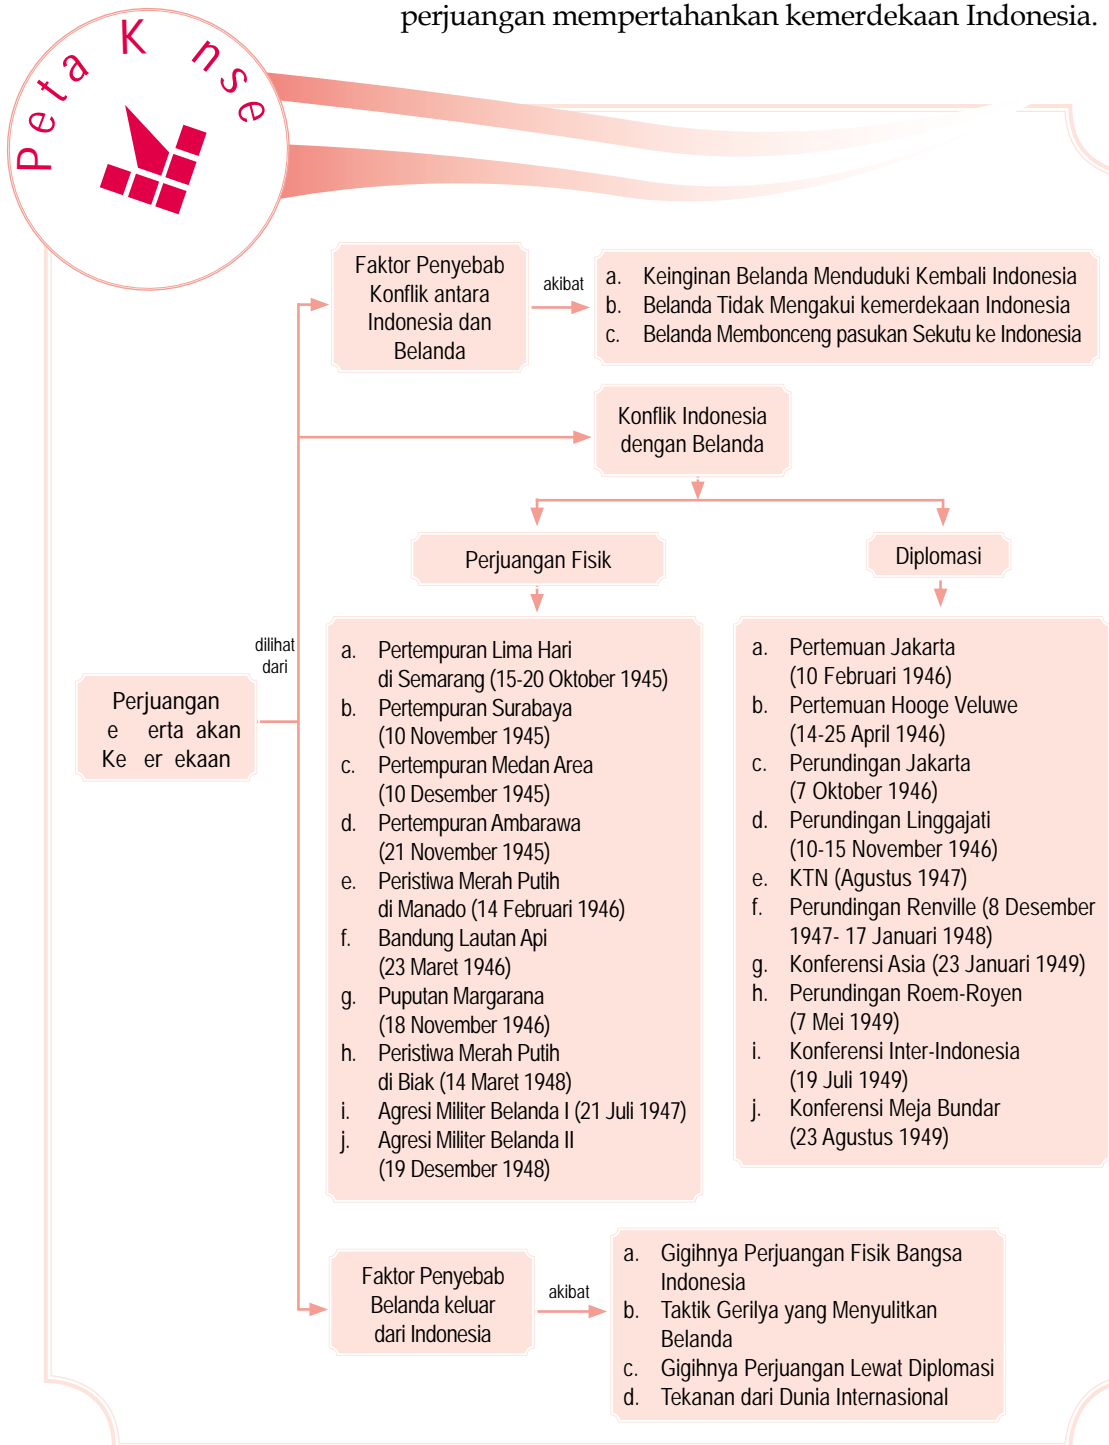 perjuangan mempertahankan kemerdekaan Indonesia.
Peta K nse
Faktor Penyebab
Konflik antara
Indonesia dan
Belanda
akibat
a. Keinginan Belanda Menduduki Kembali Indonesia
b. Belanda Tidak Mengakui kemerdekaan Indonesia
c. Belanda Membonceng pasukan Sekutu ke Indonesia
Konflik Indonesia
dengan Belanda
Perjuangan Fisik
Diplomasi
dilihat
dari
Perjuangan
e erta akan
Ke er ekaan
a. Pertempuran Lima Hari
di Semarang (15-20 Oktober 1945)
b. Pertempuran Surabaya
(10 November 1945)
c. Pertempuran Medan Area
(10 Desember 1945)
d. Pertempuran Ambarawa
(21 November 1945)
e. Peristiwa Merah Putih
di Manado (14 Februari 1946)
f. Bandung Lautan Api
(23 Maret 1946)
g. Puputan Margarana
(18 November 1946)
h. Peristiwa Merah Putih
di Biak (14 Maret 1948)
i. Agresi Militer Belanda I (21 Juli 1947)
j. Agresi Militer Belanda II
(19 Desember 1948)
a. Pertemuan Jakarta
(10 Februari 1946)
b. Pertemuan Hooge Veluwe
(14-25 April 1946)
c. Perundingan Jakarta
(7 Oktober 1946)
d. Perundingan Linggajati
(10-15 November 1946)
e. KTN (Agustus 1947)
f. Perundingan Renville (8 Desember
1947- 17 Januari 1948)
g. Konferensi Asia (23 Januari 1949)
h. Perundingan Roem-Royen
(7 Mei 1949)
i. Konferensi Inter-Indonesia
(19 Juli 1949)
j. Konferensi Meja Bundar
(23 Agustus 1949)
Faktor Penyebab
Belanda keluar
dari Indonesia
akibat
a. Gigihnya Perjuangan Fisik Bangsa
Indonesia
b. Taktik Gerilya yang Menyulitkan
Belanda
c. Gigihnya Perjuangan Lewat Diplomasi
d. Tekanan dari Dunia Internasional